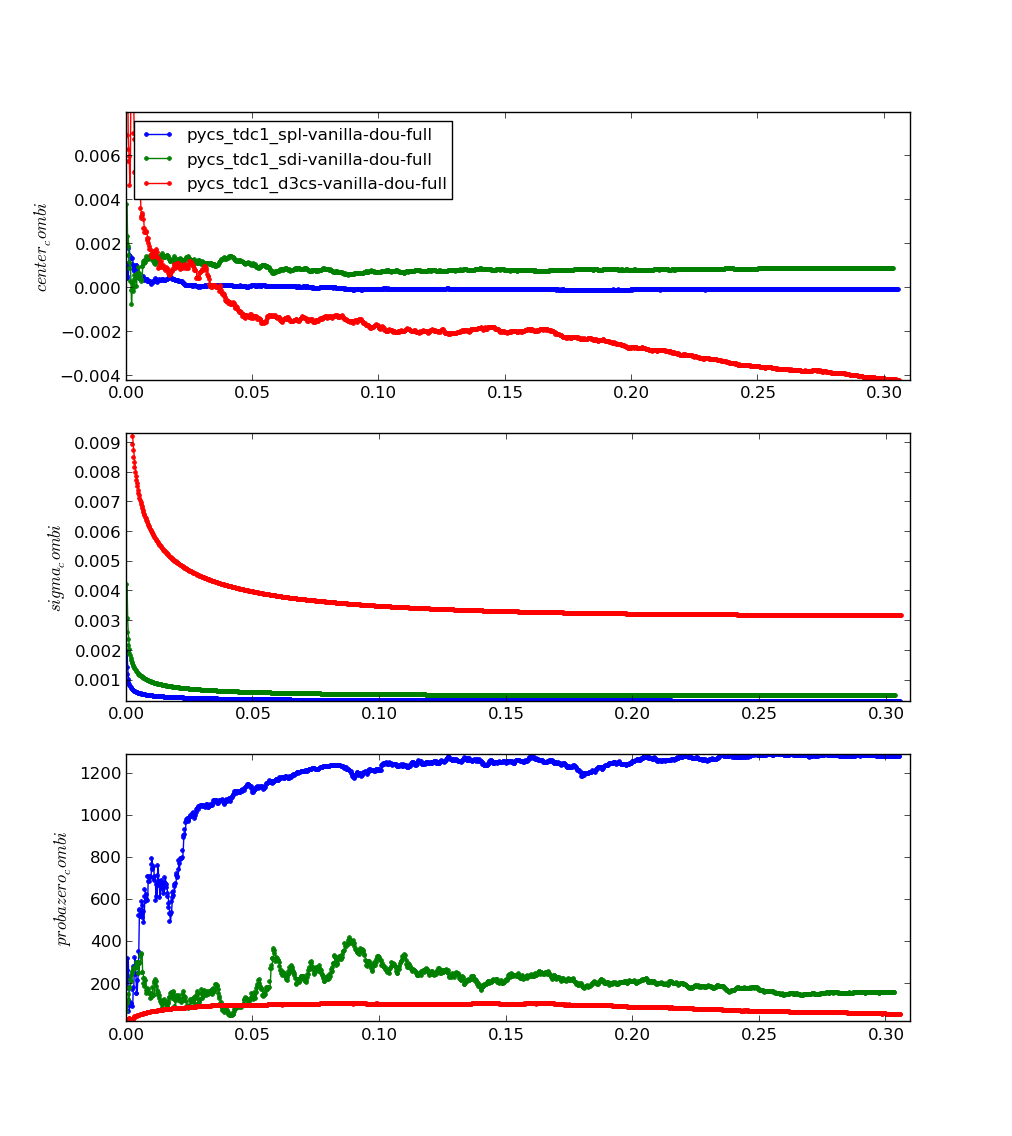 pycs_tdc1_spl-vanilla-dou-full
pycs_tdc1_sdi-vanilla-dou-full
pycs_tdc1_d3cs-vanilla-dou-full
center_combi
0.006
0.004
0.002
0.000
−0.002
−0.004
0.00 0.05 0.10 0.15 0.20 0.25 0.30
sigma_combi
0.009
0.008
0.007
0.006
0.005
0.004
0.003
0.002
0.001
0.00 0.05 0.10 0.15 0.20 0.25 0.30
probazero_combi
1200
1000
800
600
400
200
0.00 0.05 0.10 0.15 0.20 0.25 0.30